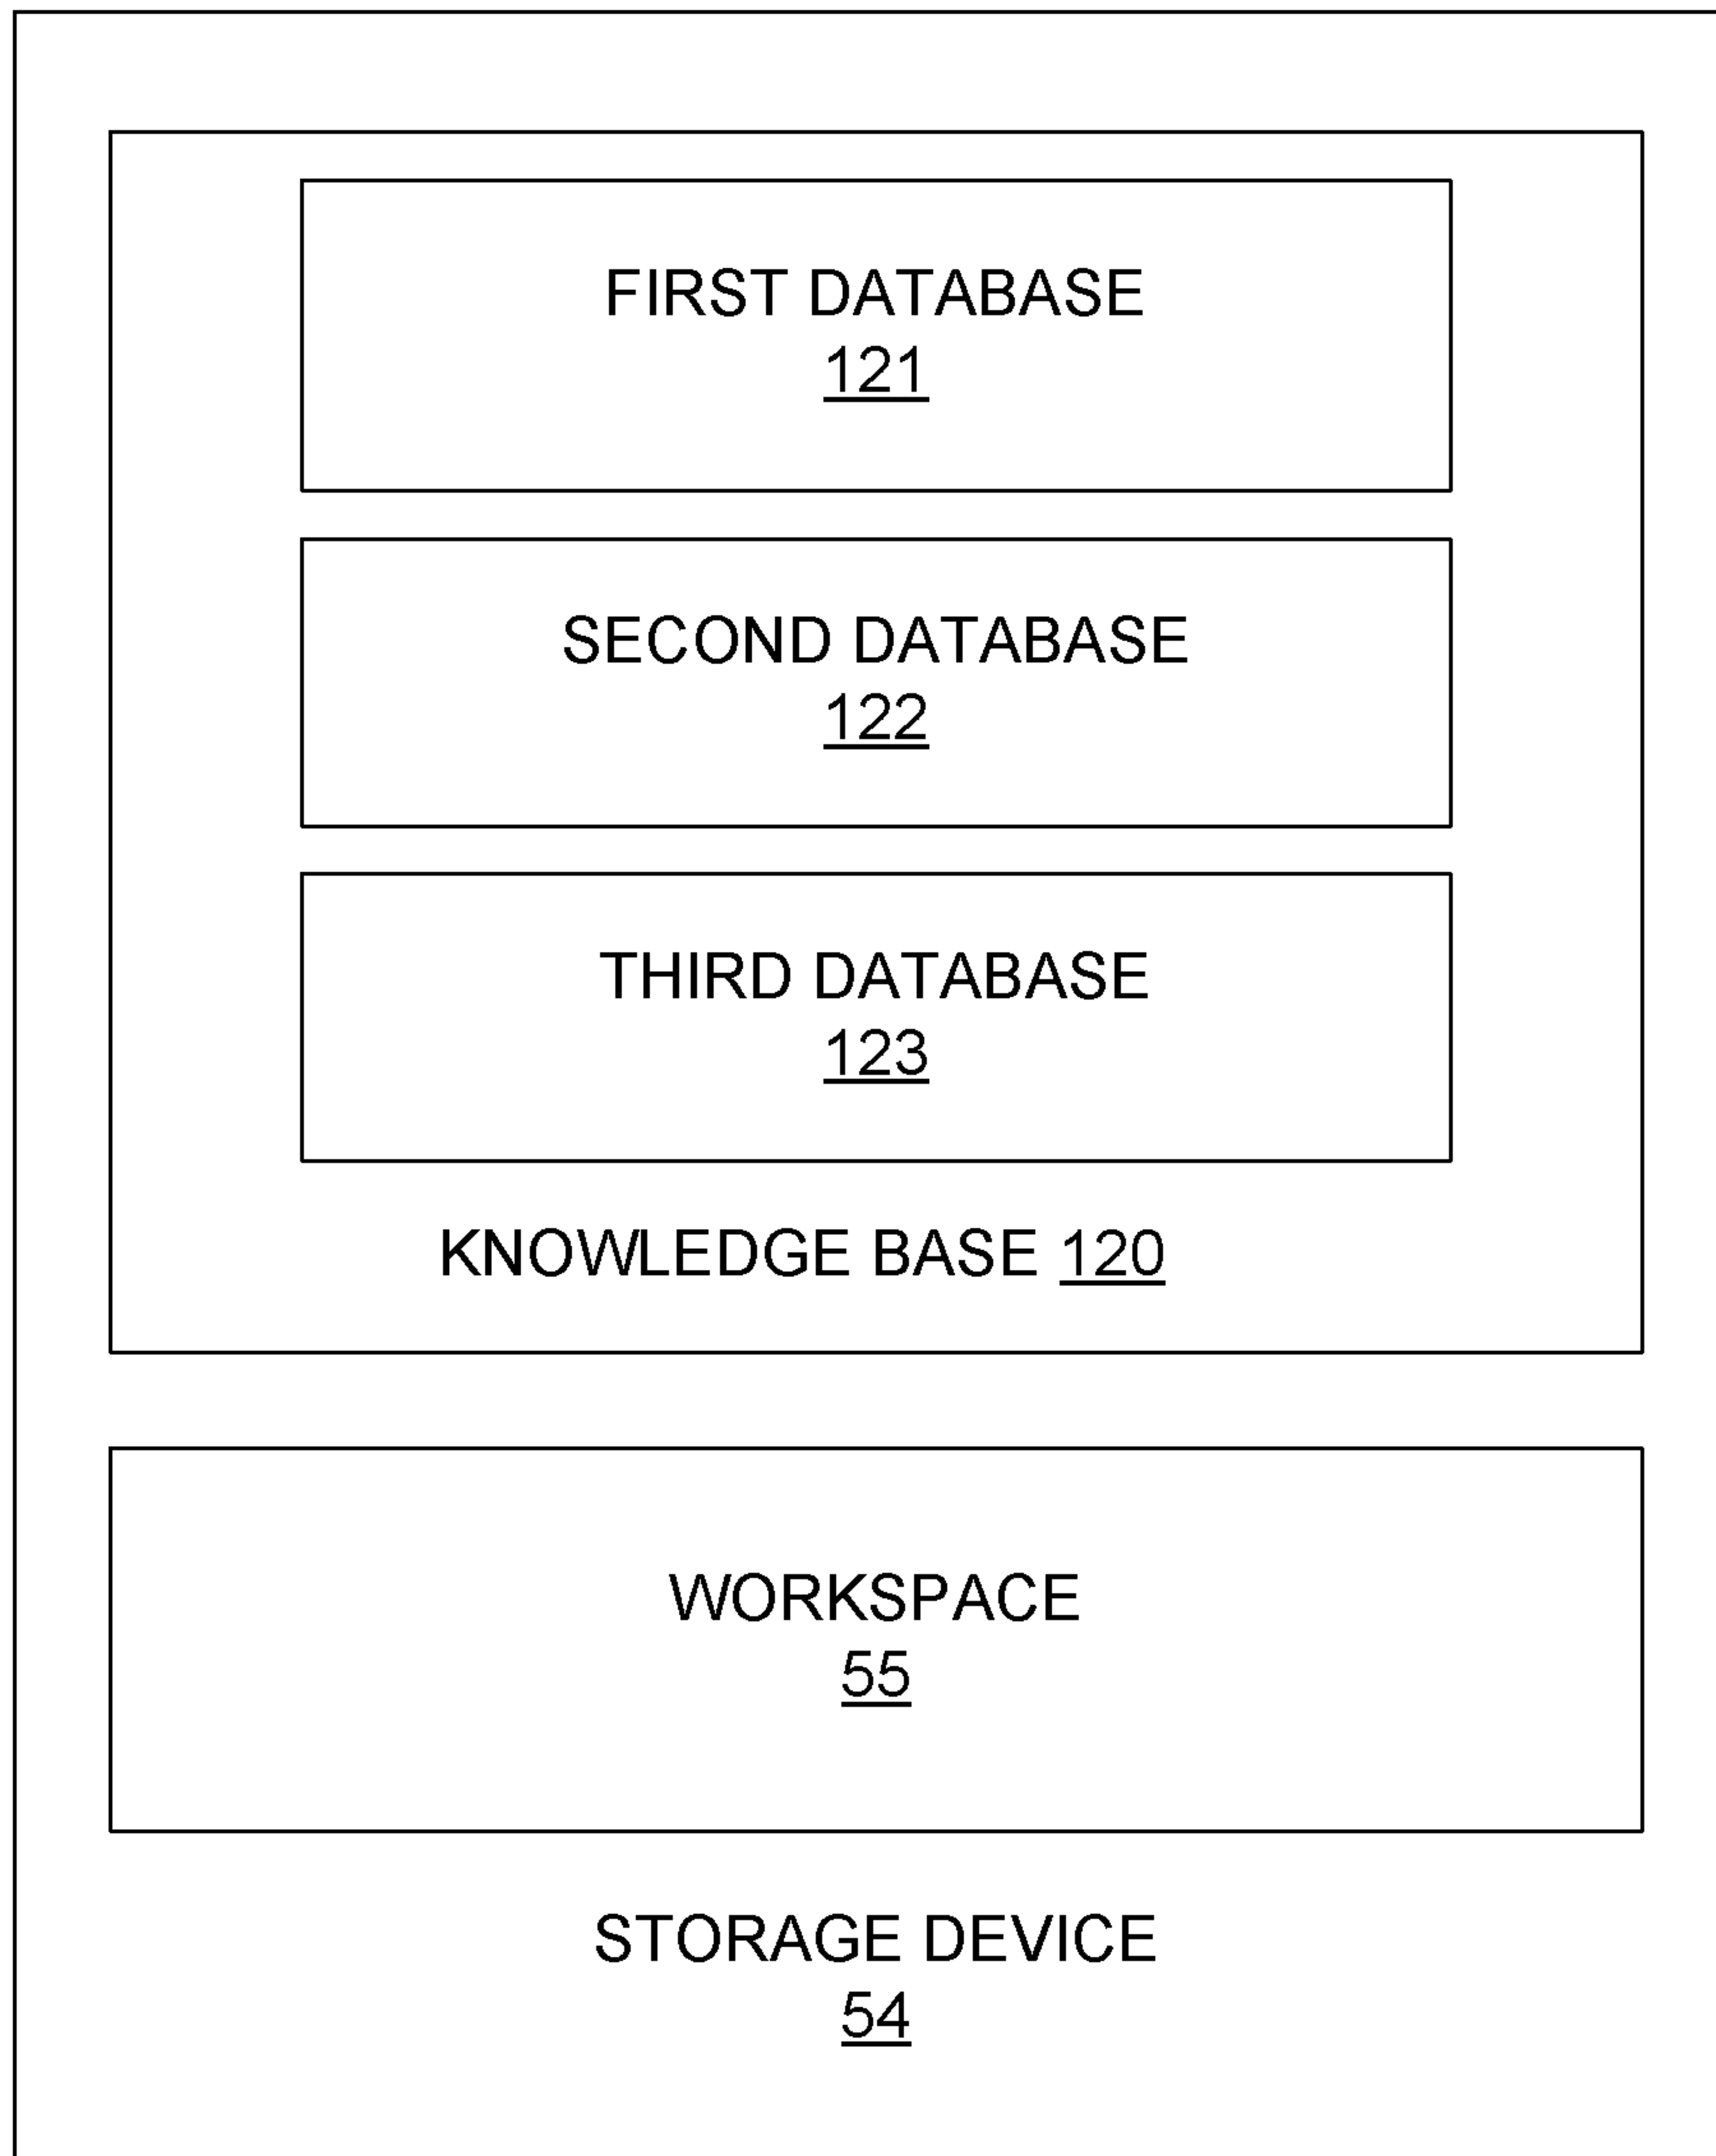 FIRST DATABASE
121
SECOND DATABASE
122
THIRD DATABASE
123
KNOWLEDGE BASE 120
WORKSPACE
55
STORAGE DEVICE
54